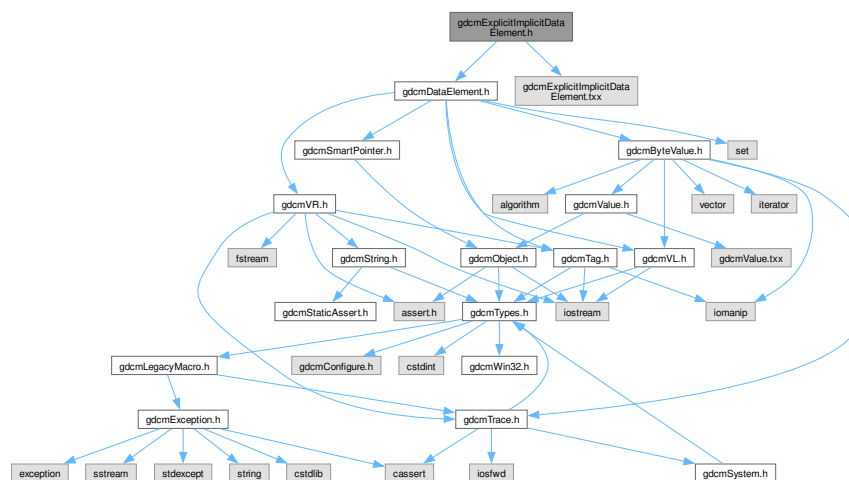 gdcmExplicitImplicitData
Element.h
gdcmDataElement.h
gdcmExplicitImplicitData
Element.txx
gdcmSmartPointer.h
gdcmByteValue.h
set
gdcmVR.h
algorithm
gdcmValue.h
vector
iterator
fstream
gdcmString.h
gdcmObject.h
gdcmTag.h
gdcmVL.h
gdcmValue.txx
gdcmStaticAssert.h
assert.h
gdcmTypes.h
iostream
iomanip
gdcmLegacyMacro.h
gdcmConfigure.h
cstdint
gdcmWin32.h
gdcmException.h
gdcmTrace.h
exception
sstream
stdexcept
string
cstdlib
cassert
iosfwd
gdcmSystem.h